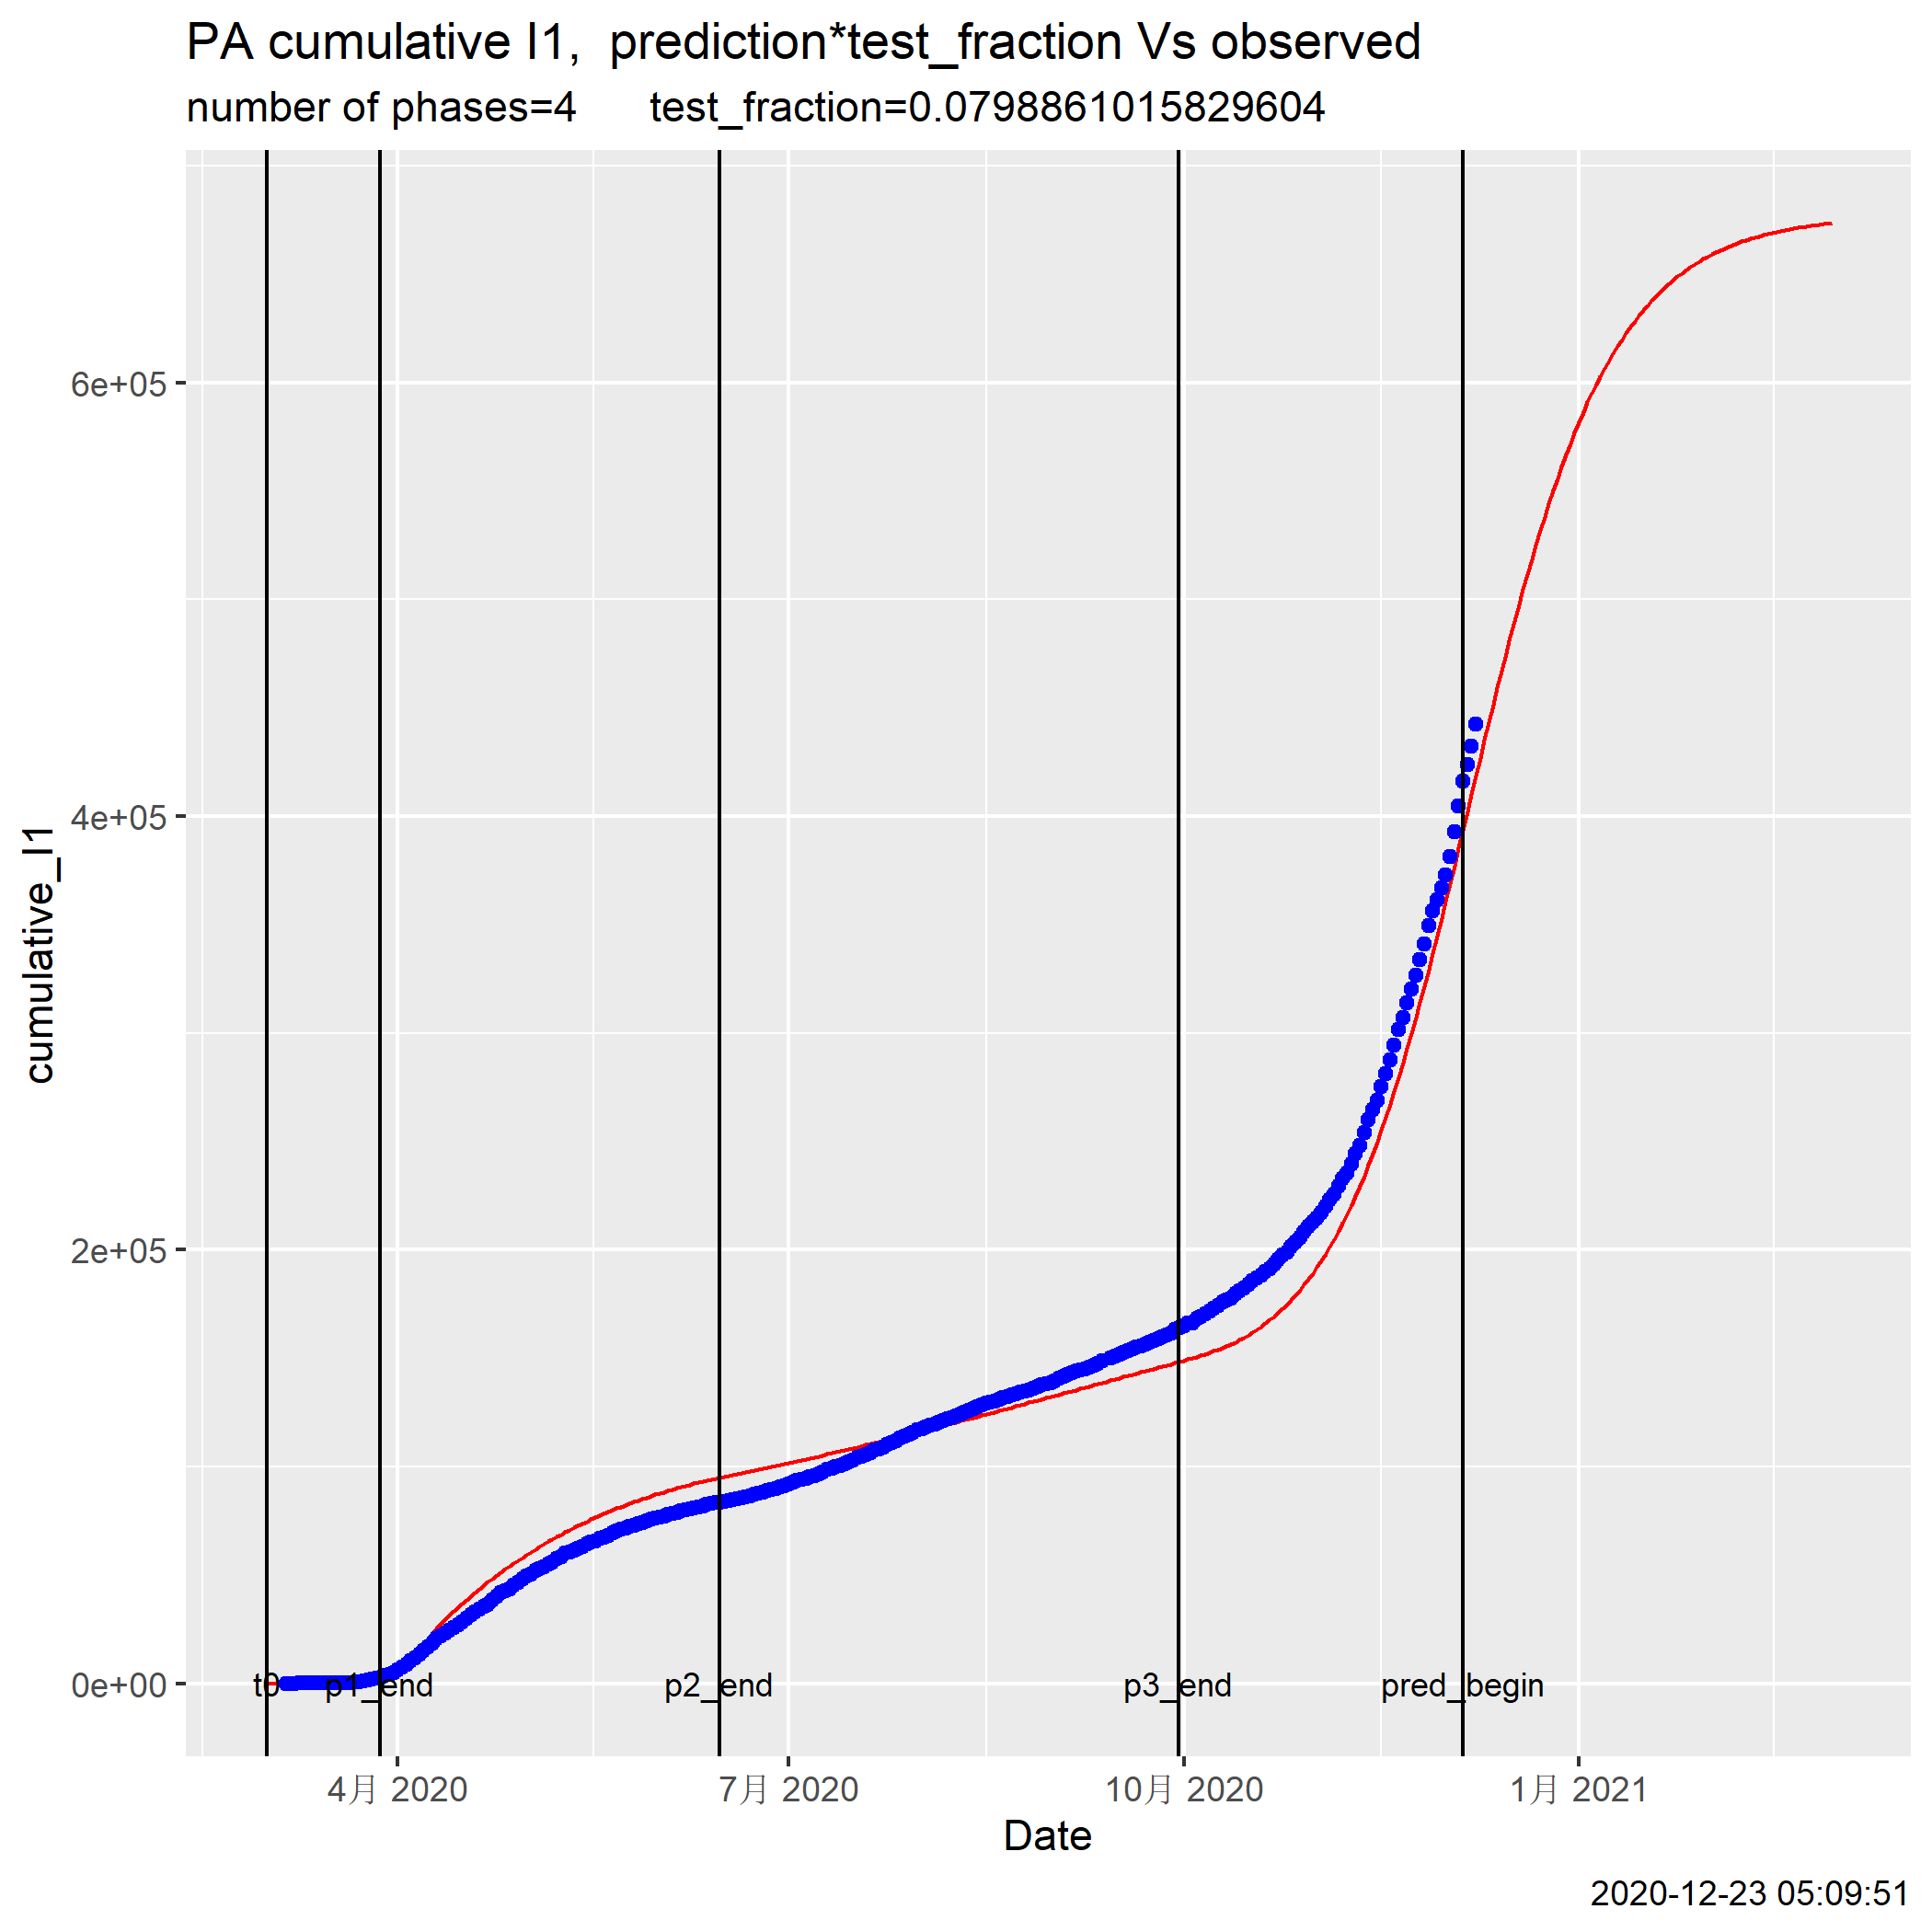 PA cumulative I1,  prediction*test_fraction Vs observed
number of phases=4      test_fraction=0.0798861015829604
cumulative_I1
6e+05
4e+05
2e+05
0e+00
t0
p1_end
p2_end
p3_end
pred_begin
4月 2020
7月 2020
10月 2020
1月 2021
Date
2020-12-23 05:09:51